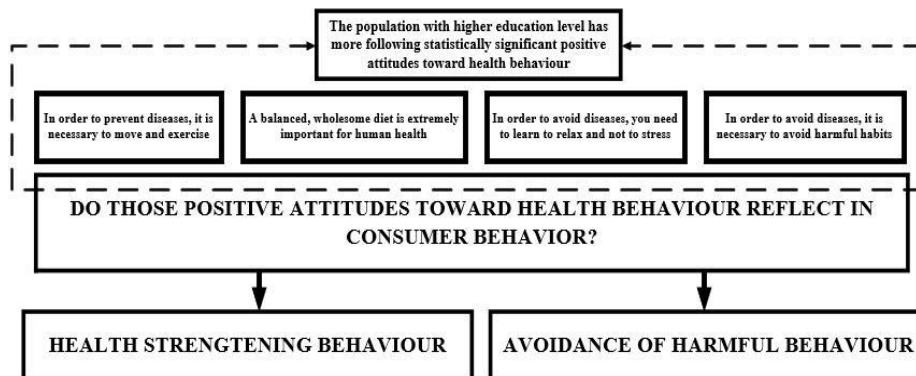 The population with higher education level has
more following statistically significant positive
attitudes toward health behaviour
In order to prevent diseases, it is
necessary to move and exercise
A balanced, wholesome diet is extremely
important for human health
In order to avoid diseases, you need
to learn to relax and not to stress
In order to avoid diseases, it is
necessary to avoid harmful habits
DO THOSE POSITIVE ATTITUDES TOWARD HEALTH BEHAVIOUR REFLECT IN
CONSUMER BEHAVIOR?
HEALTH STRENGTENING BEHAVIOUR
AVOIDANCE OF HARMFUL BEHAVIOUR